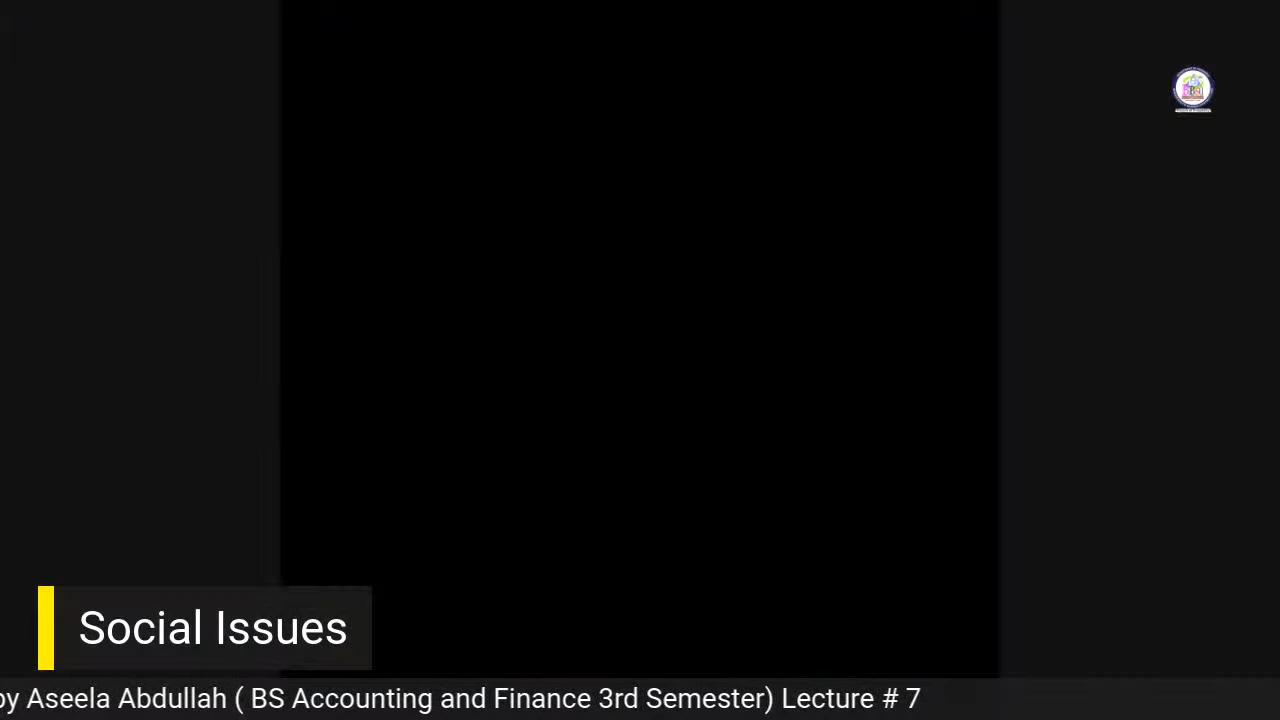 Social Issues
by Aseela Abdullah ( BS Accounting and Finance 3rd Semester) Lecture # 7